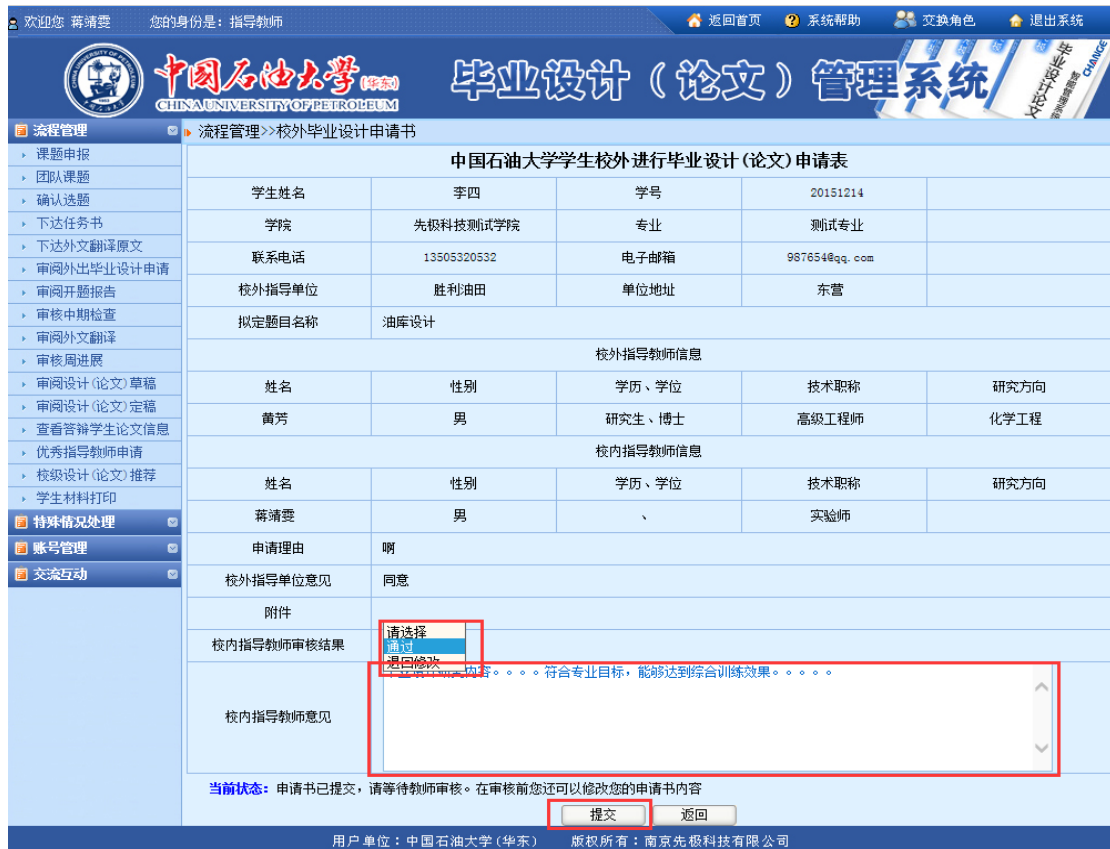 欢迎您 蒋靖雯 您的身份是：指导教师 返回首页 系统帮助 交换角色 退出系统
中国石油大学(华东) 毕业设计（论文）管理系统 毕业设计论文 智能管理系统 CHANGE
CHINA UNIVERSITY OF PETROLEUM
流程管理
课题申报
团队课题
确认选题
下达任务书
下达外文翻译原文
审阅外出毕业设计申请
审阅开题报告
审核中期检查
审阅外文翻译
审核周进展
审阅设计(论文)草稿
审阅设计(论文)定稿
查看答辩学生论文信息
优秀指导教师申请
校级设计(论文)推荐
学生材料打印
特殊情况处理
账号管理
交流互动
流程管理>>校外毕业设计申请书
中国石油大学学生校外进行毕业设计(论文)申请表
学生姓名 李四 学号 20151214
学院 先极科技测试学院 专业 测试专业
联系电话 13505320532 电子邮箱 987654@qq.com
校外指导单位 胜利油田 单位地址 东营
拟定题目名称 油库设计
校外指导教师信息
姓名 性别 学历、学位 技术职称 研究方向
黄芳 男 研究生、博士 高级工程师 化学工程
校内指导教师信息
姓名 性别 学历、学位 技术职称 研究方向
蒋靖雯 男 、 实验师
申请理由 啊
校外指导单位意见 同意
附件
校内指导教师审核结果
请选择
通过
退回修改
校内指导教师意见
内容。。。。符合专业目标，能够达到综合训练效果。。。。。
当前状态：申请书已提交，请等待教师审核。在审核前您还可以修改您的申请书内容
提交 返回
用户单位：中国石油大学(华东) 版权所有：南京先极科技有限公司